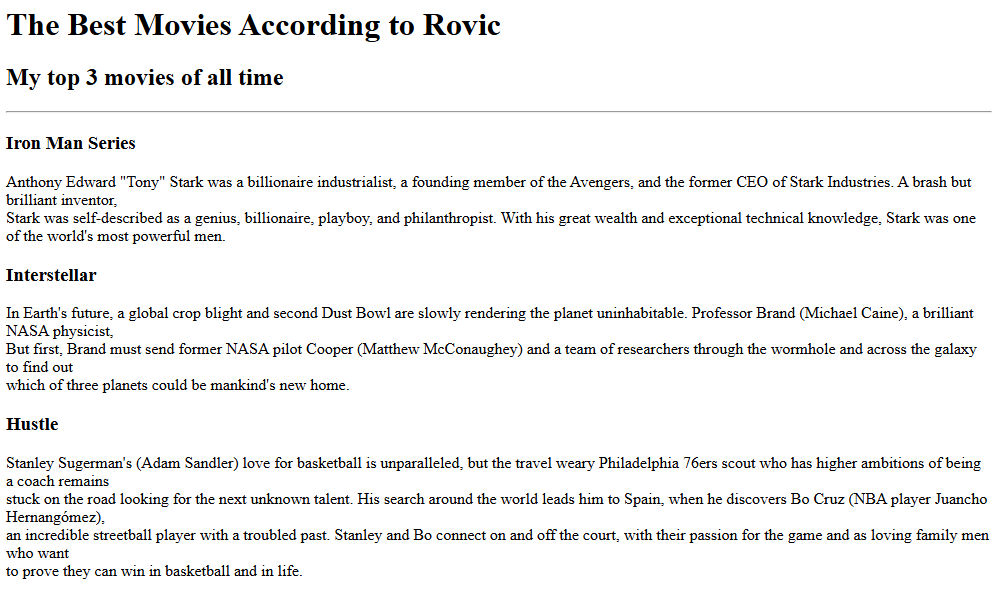 The Best Movies According to Rovic
My top 3 movies of all time
Iron Man Series
Anthony Edward "Tony" Stark was a billionaire industrialist, a founding member of the Avengers, and the former CEO of Stark Industries. A brash but
brilliant inventor,
Stark was self-described as a genius, billionaire, playboy, and philanthropist. With his great wealth and exceptional technical knowledge, Stark was one
of the world's most powerful men.
Interstellar
In Earth's future, a global crop blight and second Dust Bowl are slowly rendering the planet uninhabitable. Professor Brand (Michael Caine), a brilliant
NASA physicist,
But first, Brand must send former NASA pilot Cooper (Matthew McConaughey) and a team of researchers through the wormhole and across the galaxy
to find out
which of three planets could be mankind's new home.
Hustle
Stanley Sugerman's (Adam Sandler) love for basketball is unparalleled, but the travel weary Philadelphia 76ers scout who has higher ambitions of being
a coach remains
stuck on the road looking for the next unknown talent. His search around the world leads him to Spain, when he discovers Bo Cruz (NBA player Juancho
Hernangómez),
an incredible streetball player with a troubled past. Stanley and Bo connect on and off the court, with their passion for the game and as loving family men
who want
to prove they can win in basketball and in life.